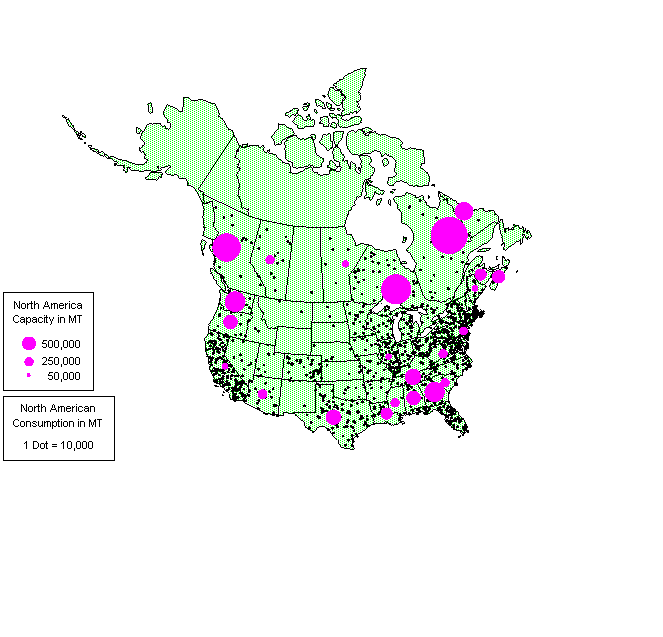 North America
Capacity in MT
500,000
250,000
50,000
North American
Consumption in MT
1 Dot = 10,000